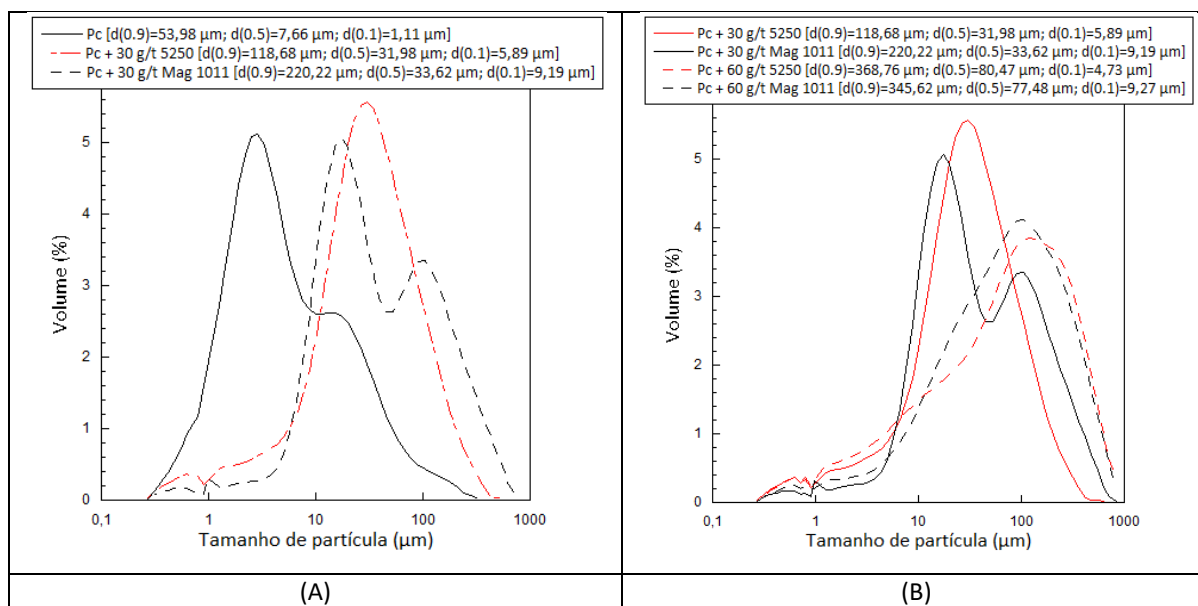 Pc [d(0.9)=53,98 µm; d(0.5)=7,66 µm; d(0.1)=1,11 µm]
Pc + 30 g/t 5250 [d(0.9)=118,68 µm; d(0.5)=31,98 µm; d(0.1)=5,89 µm]
Pc + 30 g/t Mag 1011 [d(0.9)=220,22 µm; d(0.5)=33,62 µm; d(0.1)=9,19 µm]
5
4
3
2
1
0
Volume (%)
0,1
1
10
100
1000
Tamanho de partícula (µm)
(A)
Pc + 30 g/t 5250 [d(0.9)=118,68 µm; d(0.5)=31,98 µm; d(0.1)=5,89 µm]
Pc + 30 g/t Mag 1011 [d(0.9)=220,22 µm; d(0.5)=33,62 µm; d(0.1)=9,19 µm]
Pc + 60 g/t 5250 [d(0.9)=368,76 µm; d(0.5)=80,47 µm; d(0.1)=4,73 µm]
Pc + 60 g/t Mag 1011 [d(0.9)=345,62 µm; d(0.5)=77,48 µm; d(0.1)=9,27 µm]
5
4
3
2
1
0
Volume (%)
0,1
1
10
100
1000
Tamanho de partícula (µm)
(B)